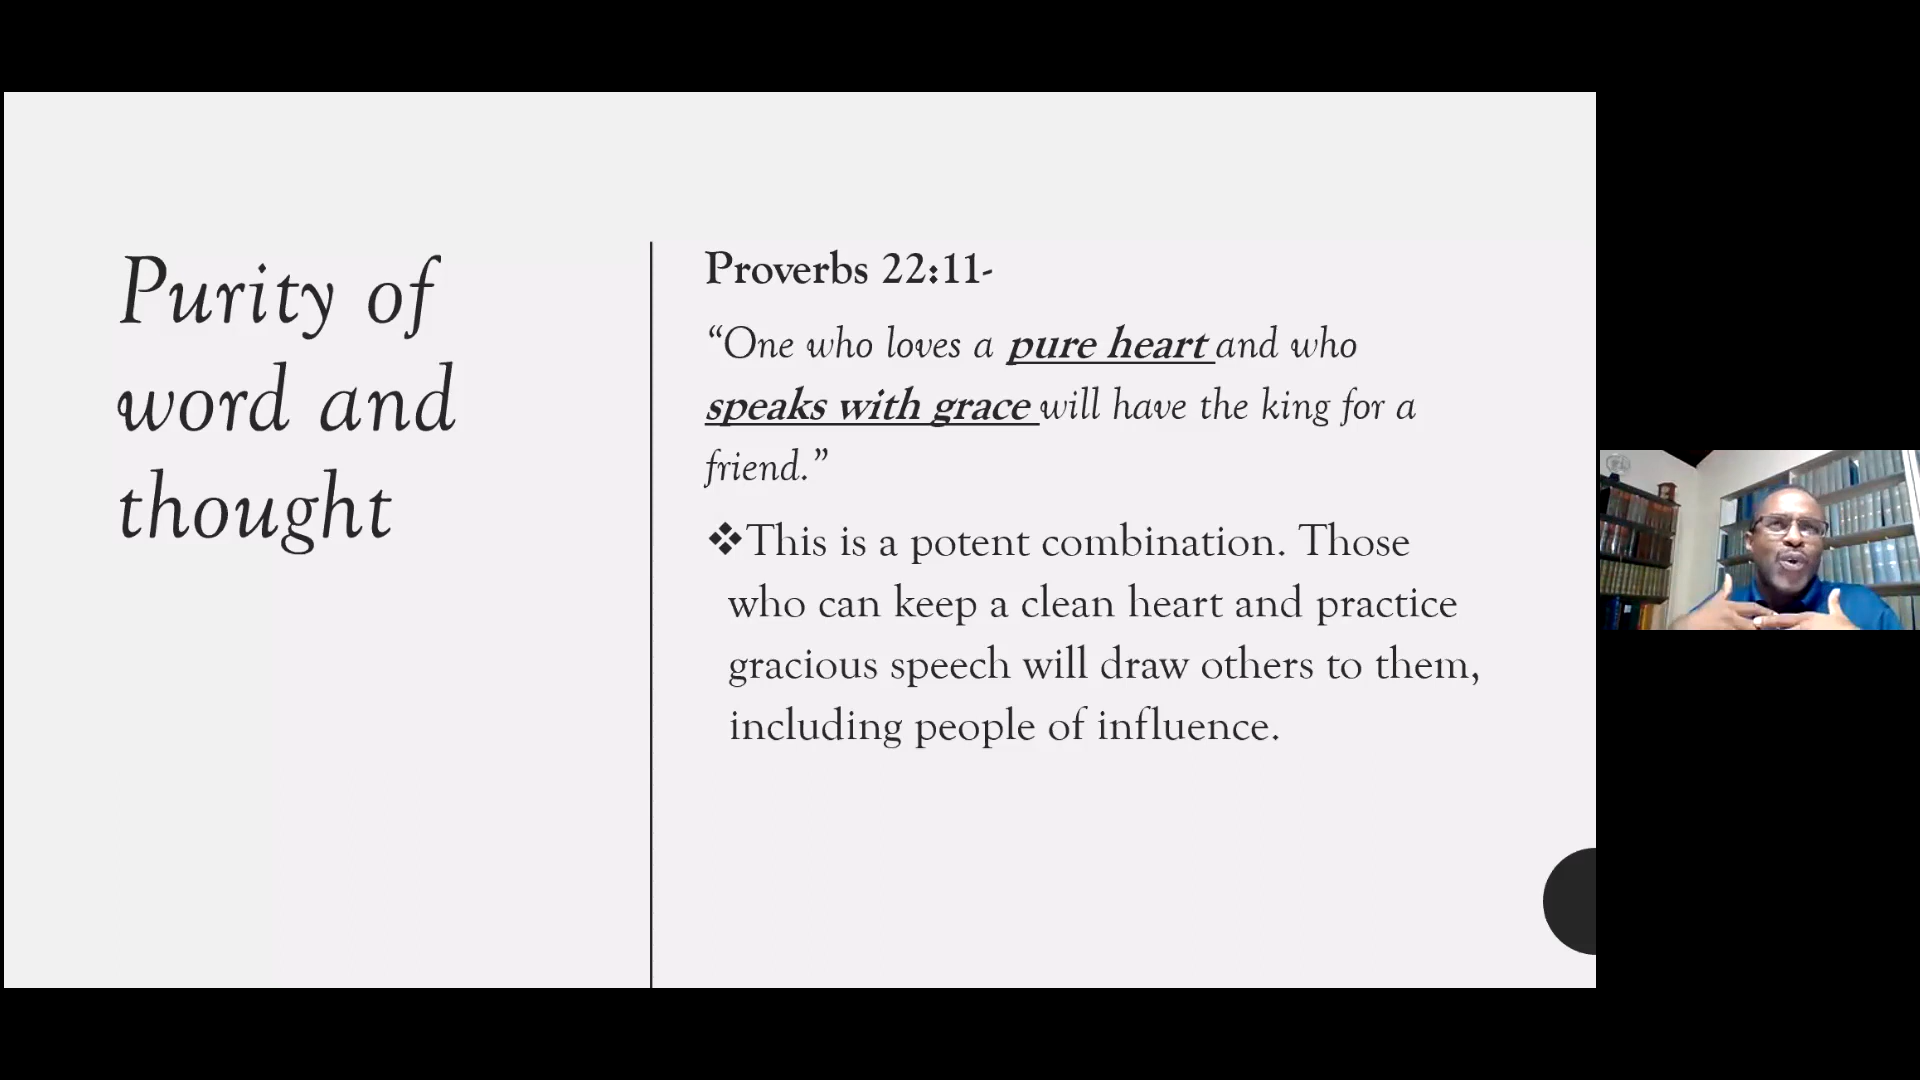 Purity of
word and
thought
Proverbs 22:11-
“One who loves a pure heart and who
speaks with grace will have the king for a
friend.”
❖This is a potent combination. Those
who can keep a clean heart and practice
gracious speech will draw others to them,
including people of influence.